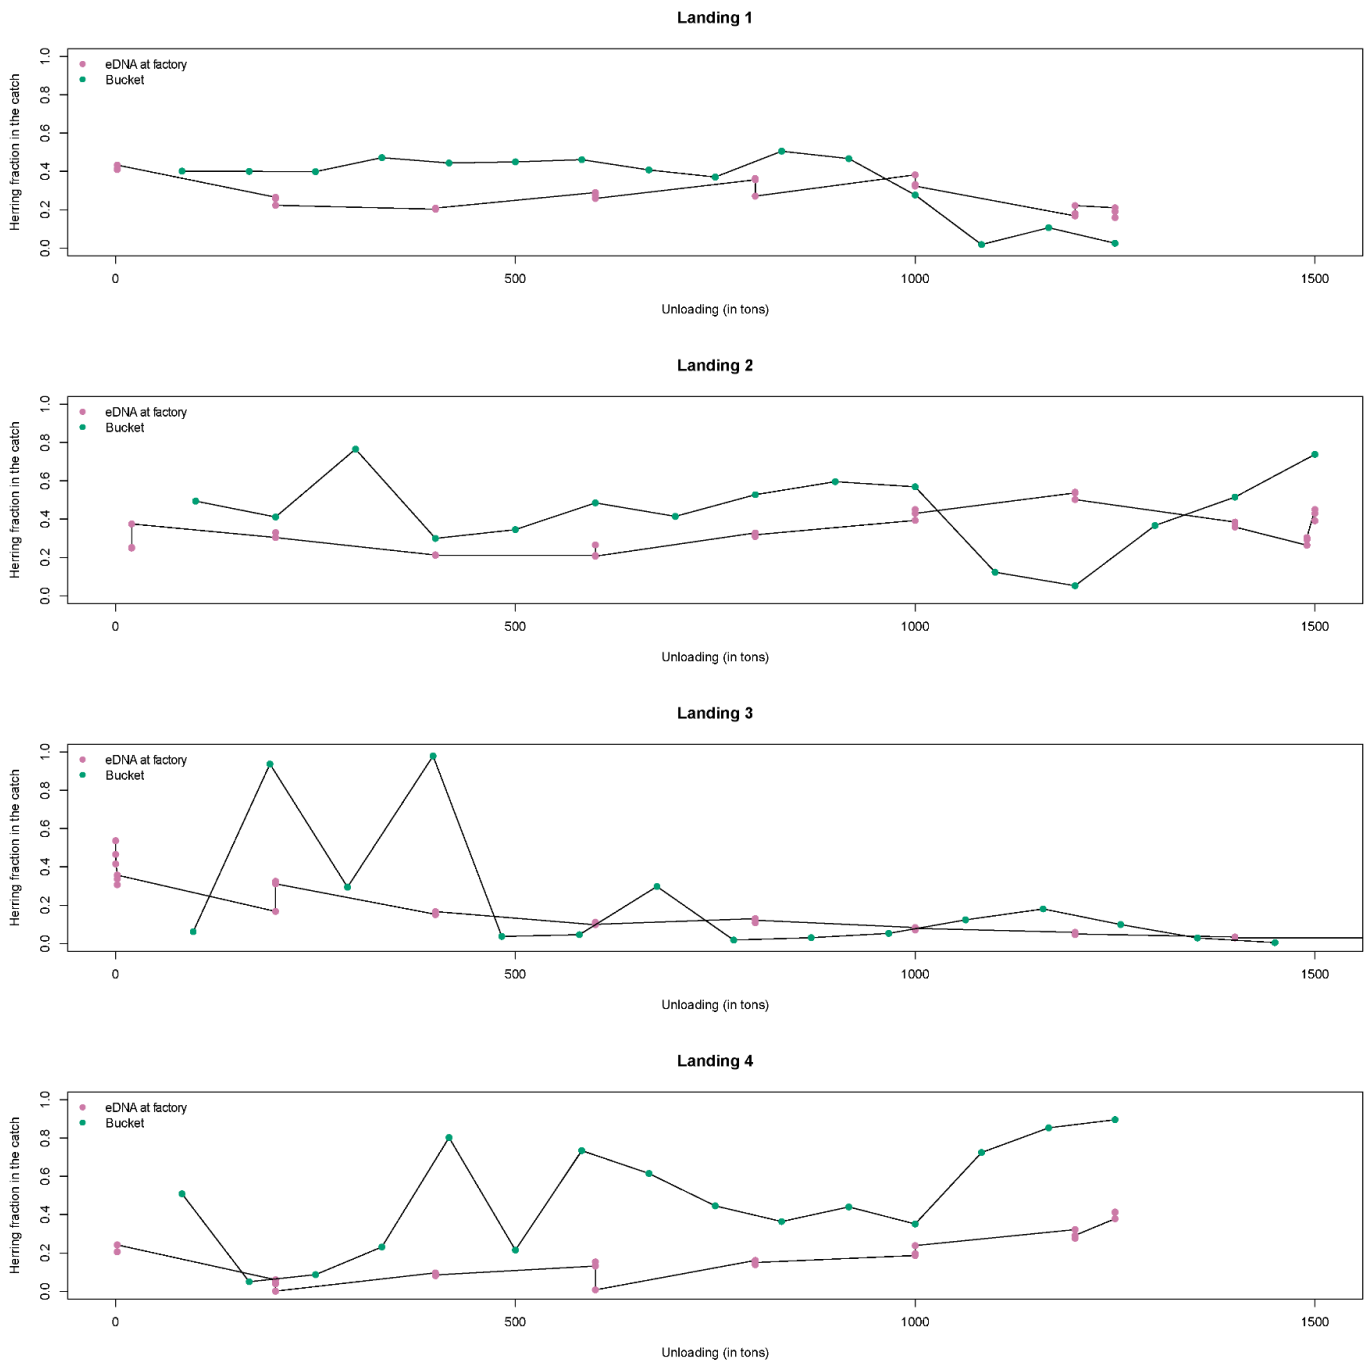 Landing 1
Herring fraction in the catch
1.0
0.8
0.6
0.4
0.2
0.0
eDNA at factory
Bucket
0 500 1000 1500
Unloading (in tons)
Landing 2
Herring fraction in the catch
1.0
0.8
0.6
0.4
0.2
0.0
eDNA at factory
Bucket
0 500 1000 1500
Unloading (in tons)
Landing 3
Herring fraction in the catch
1.0
0.8
0.6
0.4
0.2
0.0
eDNA at factory
Bucket
0 500 1000 1500
Unloading (in tons)
Landing 4
Herring fraction in the catch
1.0
0.8
0.6
0.4
0.2
0.0
eDNA at factory
Bucket
0 500 1000 1500
Unloading (in tons)